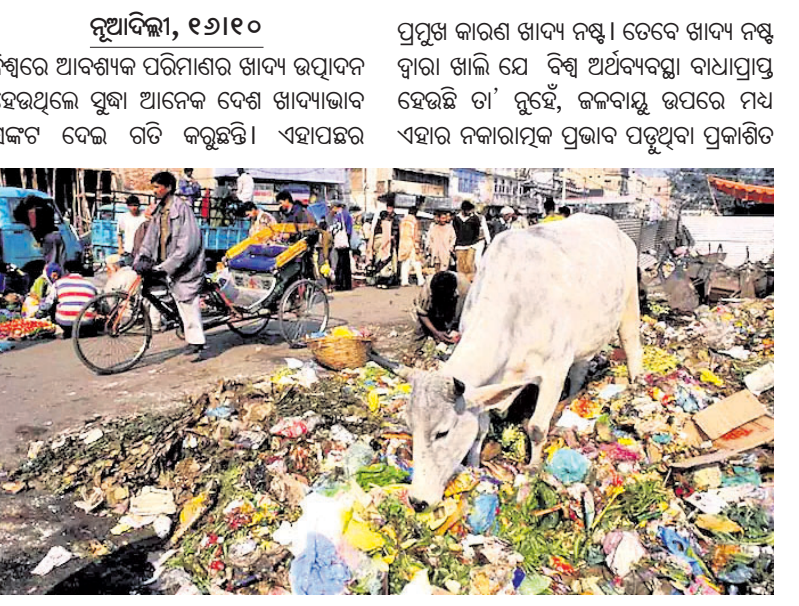 ନୂଆଦିଲ୍ଲୀ, ୧୬।୧୦
ବିଶ୍ୱରେ ଆବଶ୍ୟକ ପରିମାଣର ଖାଦ୍ୟ ଉତ୍ପାଦନ
ହେଉଥିଲେ ସୁଦ୍ଧା ଆନେକ ଦେଶ ଖାଦ୍ୟାଭାବ
ସଙ୍କଟ ଦେଇ ଗତି କରୁଛନ୍ତି। ଏହାପଛର
ପ୍ରମୁଖ କାରଣ ଖାଦ୍ୟ ନଷ୍ଟ। ତେବେ ଖାଦ୍ୟ ନଷ୍ଟ
ଦ୍ୱାରା ଖାଲି ଯେ ବିଶ୍ୱ ଅର୍ଥବ୍ୟବସ୍ଥା ବାଧାପ୍ରାପ୍ତ
ହେଉଛି ତା' ନୁହେଁ, ଜଳବାୟୁ ଉପରେ ମଧ୍ୟ
ଏହାର ନକାରାତ୍ମକ ପ୍ରଭାବ ପଡୁଥିବା ପ୍ରକାଶିତ